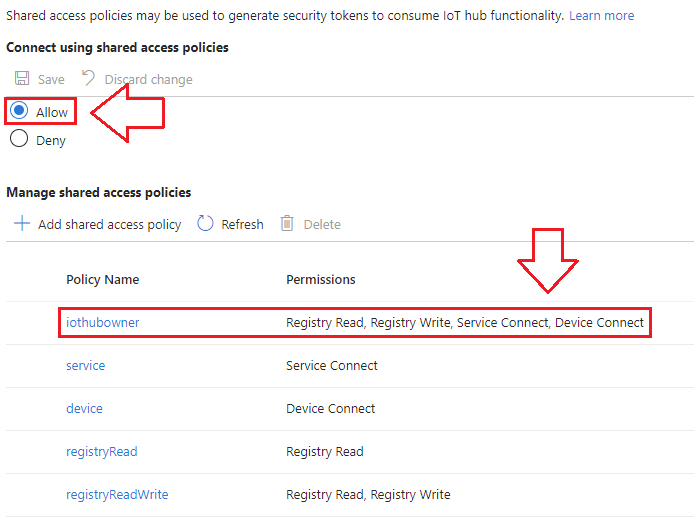 Shared access policies may be used to generate security tokens to consume IoT hub functionality. Learn more
Connect using shared access policies
Save Discard change
Allow
Deny
Manage shared access policies
Add shared access policy Refresh Delete
Policy Name Permissions
iothubowner Registry Read, Registry Write, Service Connect, Device Connect
service Service Connect
device Device Connect
registryRead Registry Read
registryReadWrite Registry Read, Registry Write